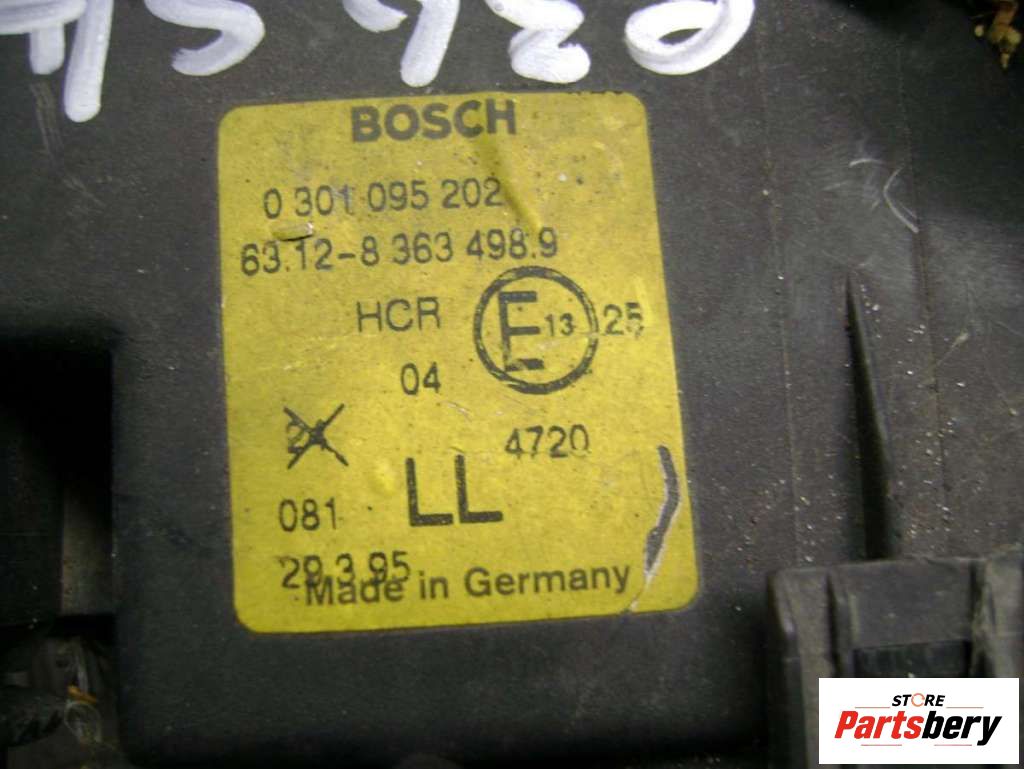 BOSCH
0 301 095 202
63.12-8 363 498.9
HCR E 13 25
04
4720
081 LL
29.3.95
Made in Germany
STORE
Partsbery